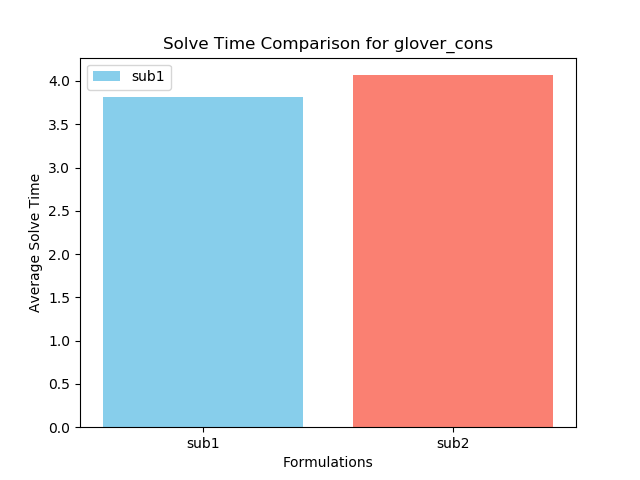 Solve Time Comparison for glover_cons
sub1
4.0
3.5
3.0
2.5
2.0
1.5
1.0
0.5
0.0
Average Solve Time
sub1
sub2
Formulations